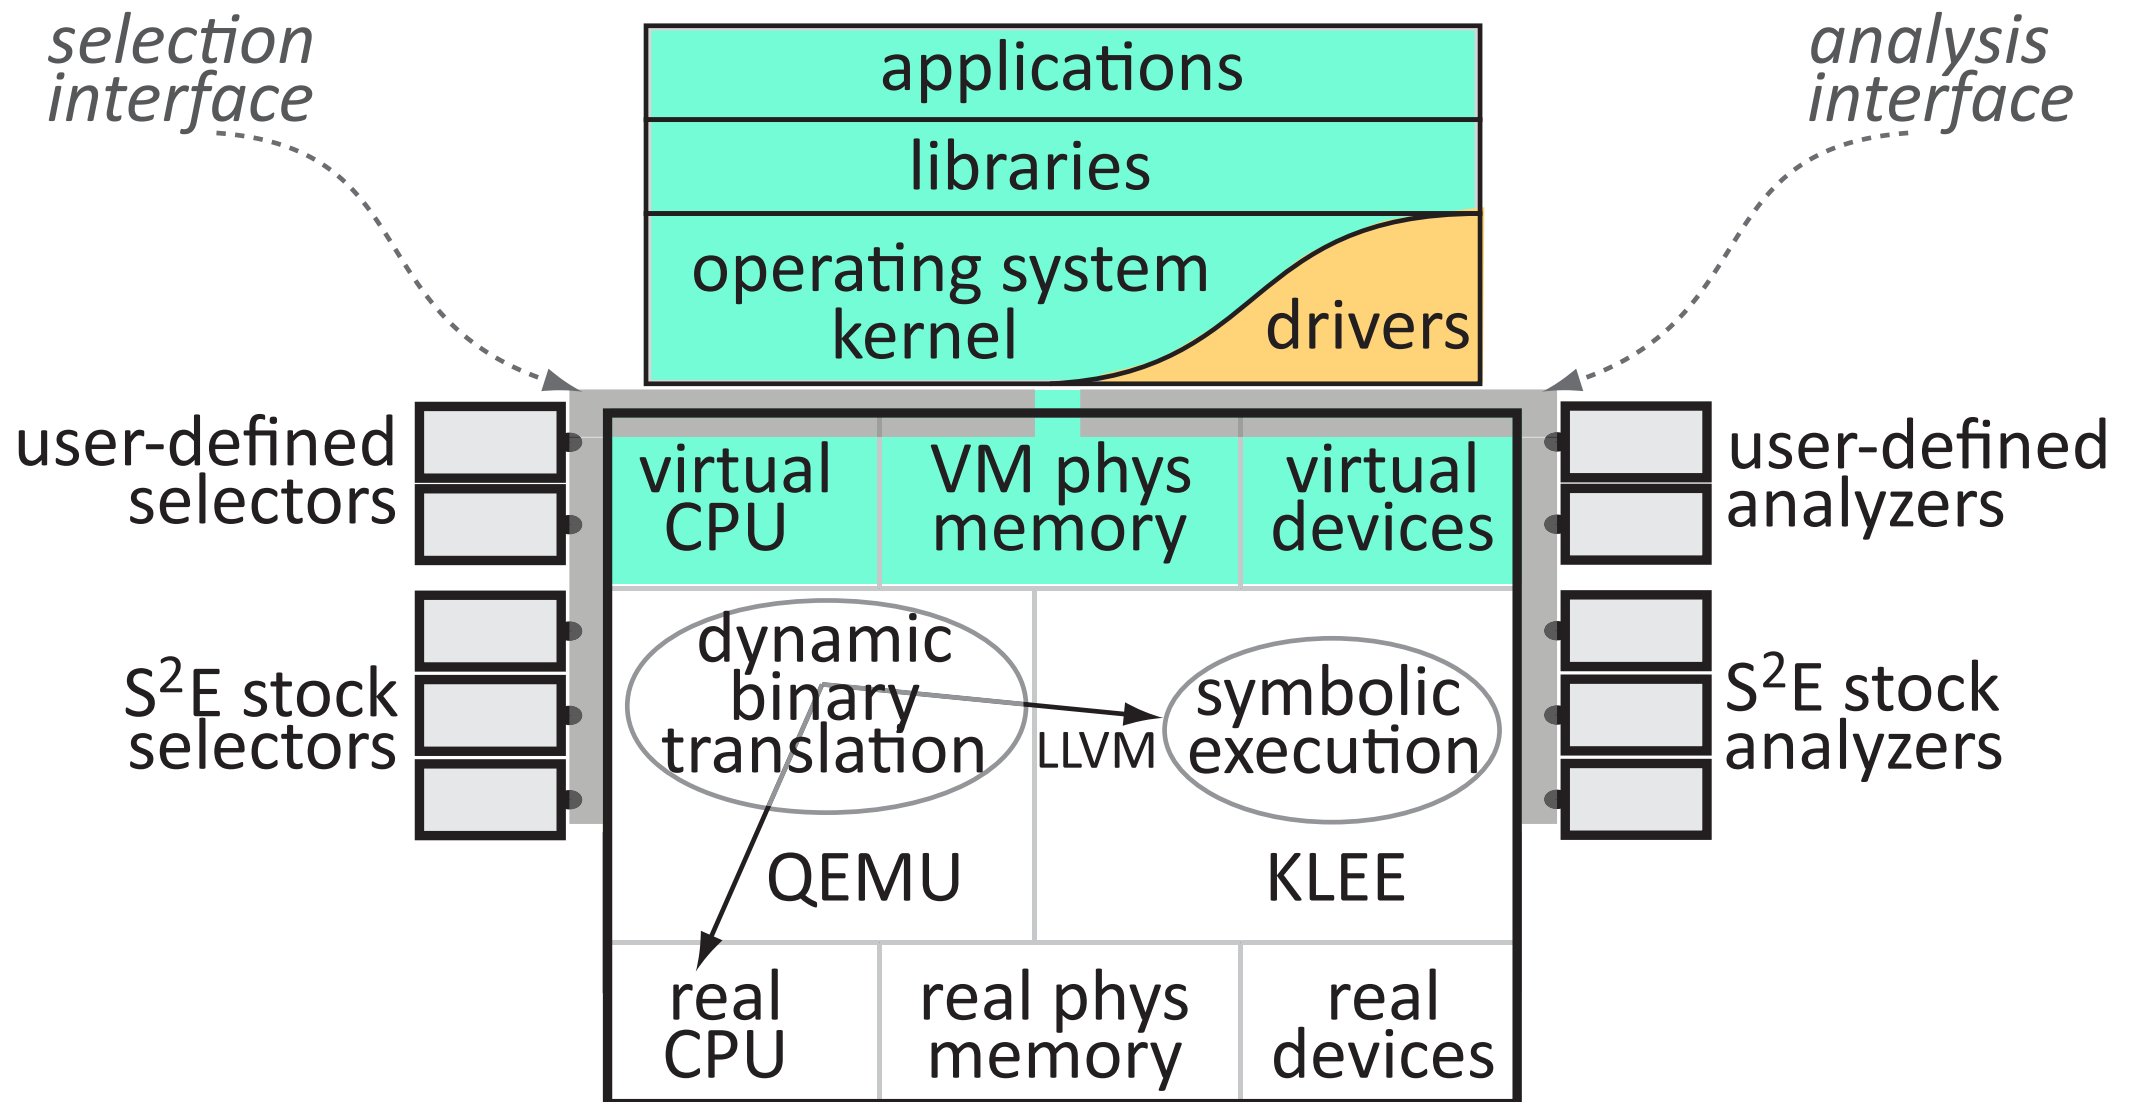 selection
interface
analysis
interface
applications
libraries
operating system
kernel
drivers
user-defined
selectors
S²E stock
selectors
virtual
CPU
VM phys
memory
virtual
devices
dynamic
binary
translation
LLVM
symbolic
execution
QEMU
KLEE
real
CPU
real phys
memory
real
devices
user-defined
analyzers
S²E stock
analyzers